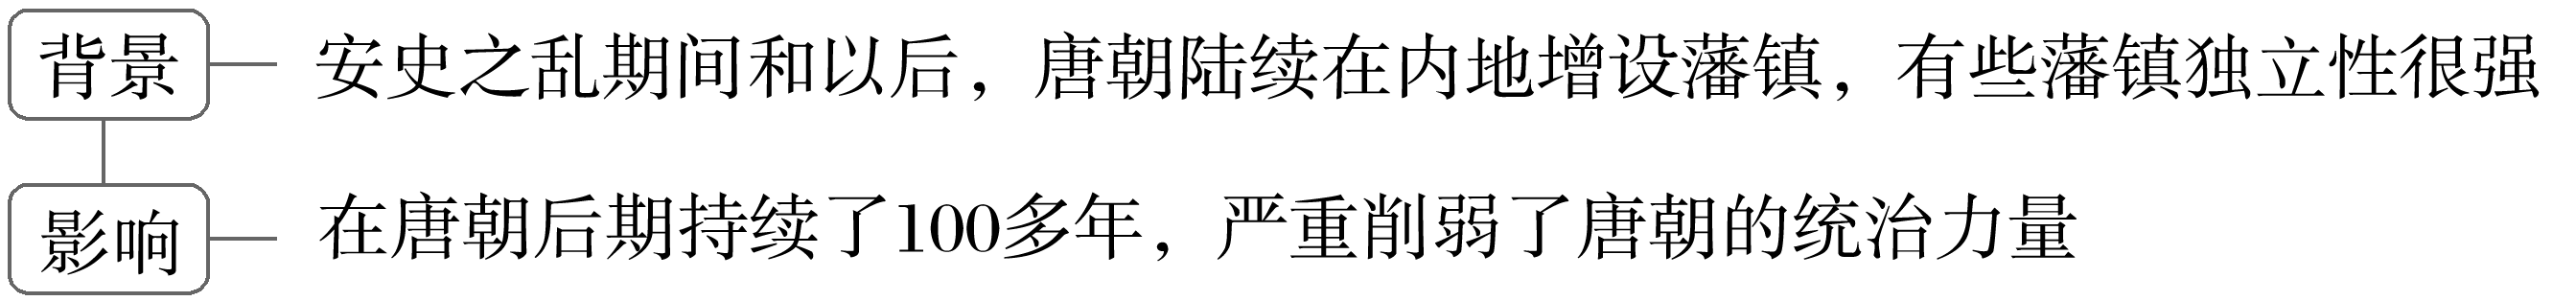 背景 安史之乱期间和以后，唐朝陆续在内地增设藩镇，有些藩镇独立性很强
影响 在唐朝后期持续了100多年，严重削弱了唐朝的统治力量